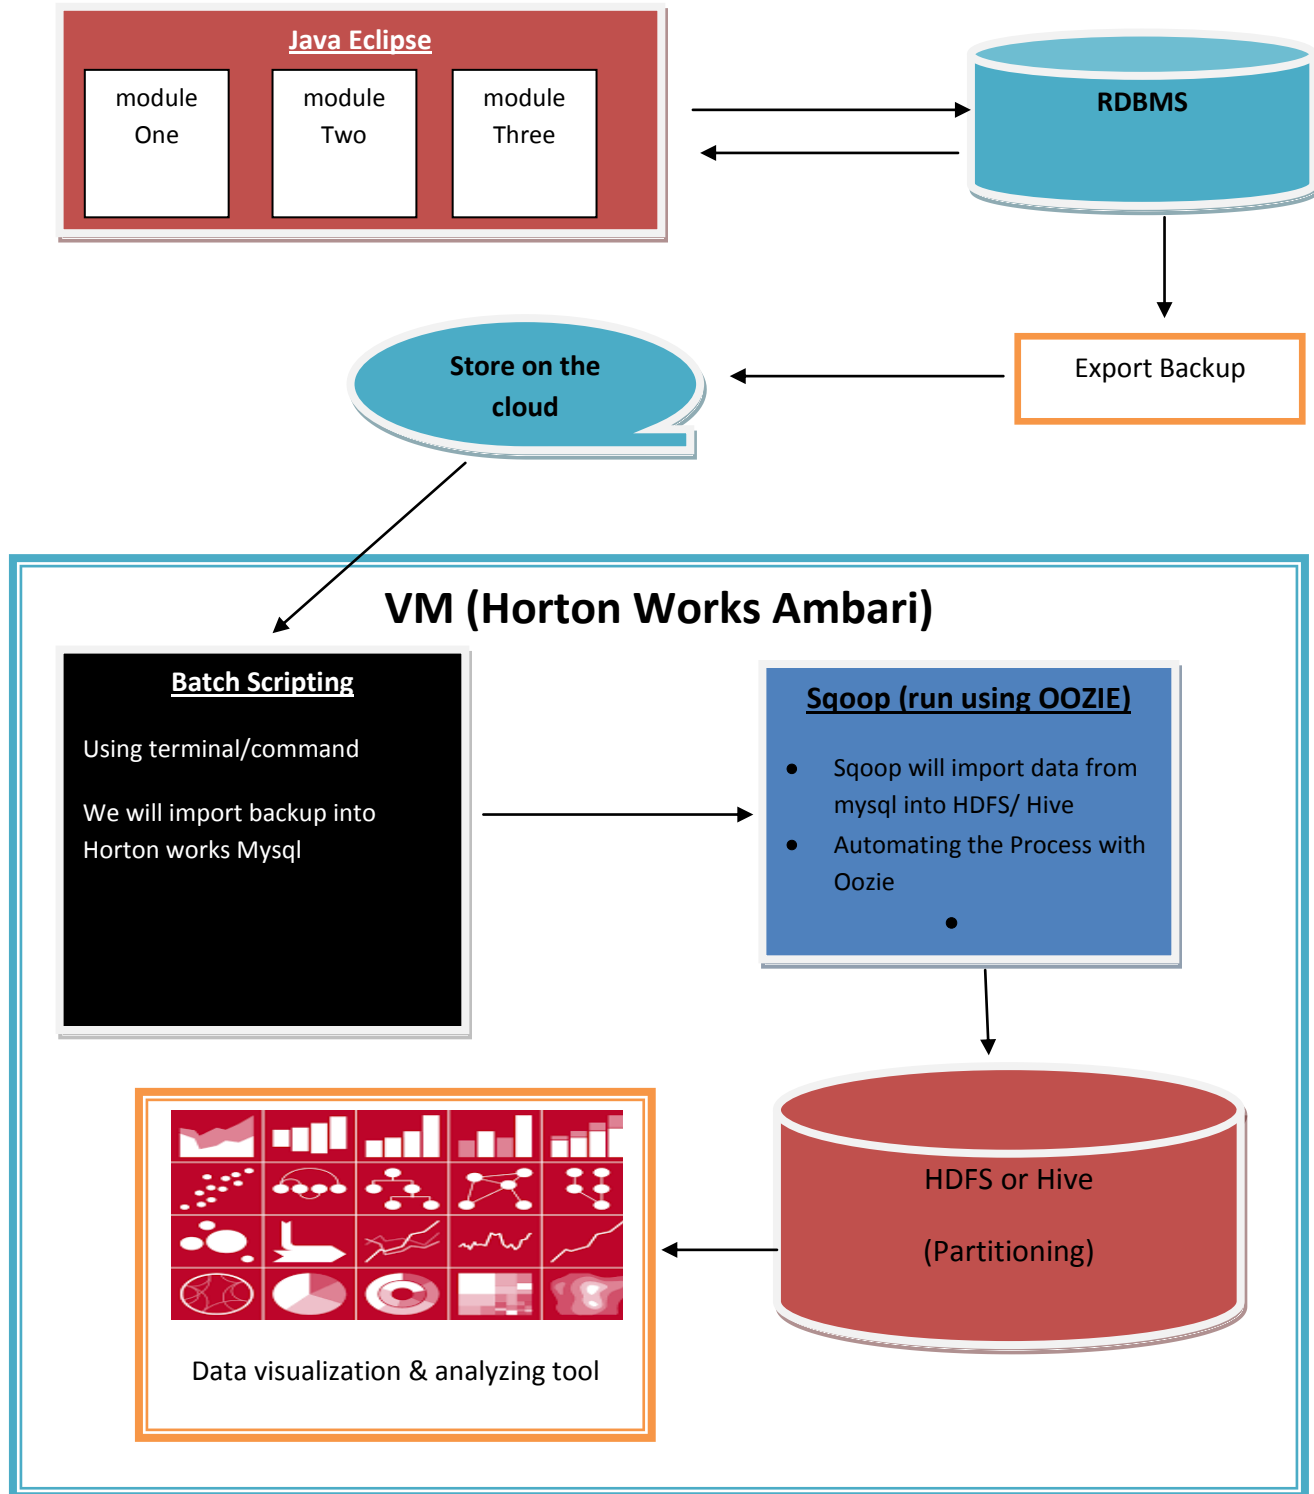 Java Eclipse
module
One
module
Two
module
Three
RDBMS
Export Backup
Store on the
cloud
VM (Horton Works Ambari)
Batch Scripting
Using terminal/command
We will import backup into
Horton works Mysql
Sqoop (run using OOZIE)
● Sqoop will import data from
mysql into HDFS/ Hive
● Automating the Process with
Oozie
●
HDFS or Hive
(Partitioning)
Data visualization & analyzing tool